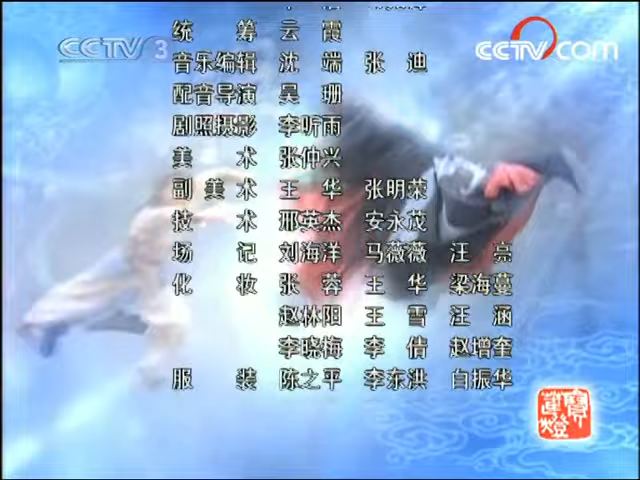 CCTV 3
CCTV.com
统筹 云霞
音乐编辑 沈端 张迪
配音导演 吴珊
剧照摄影 李昕雨
美术 张仲兴
副美术 王华 张明荣
技术 邢英杰 安永茂
场记 刘海洋 马薇薇 汪亮
化妆 张蓉 王华 梁海蔓
赵林阳 王雪 汪涵
李晓梅 李倩 赵增奎
服装 陈之平 李东洪 白振华
宝莲灯